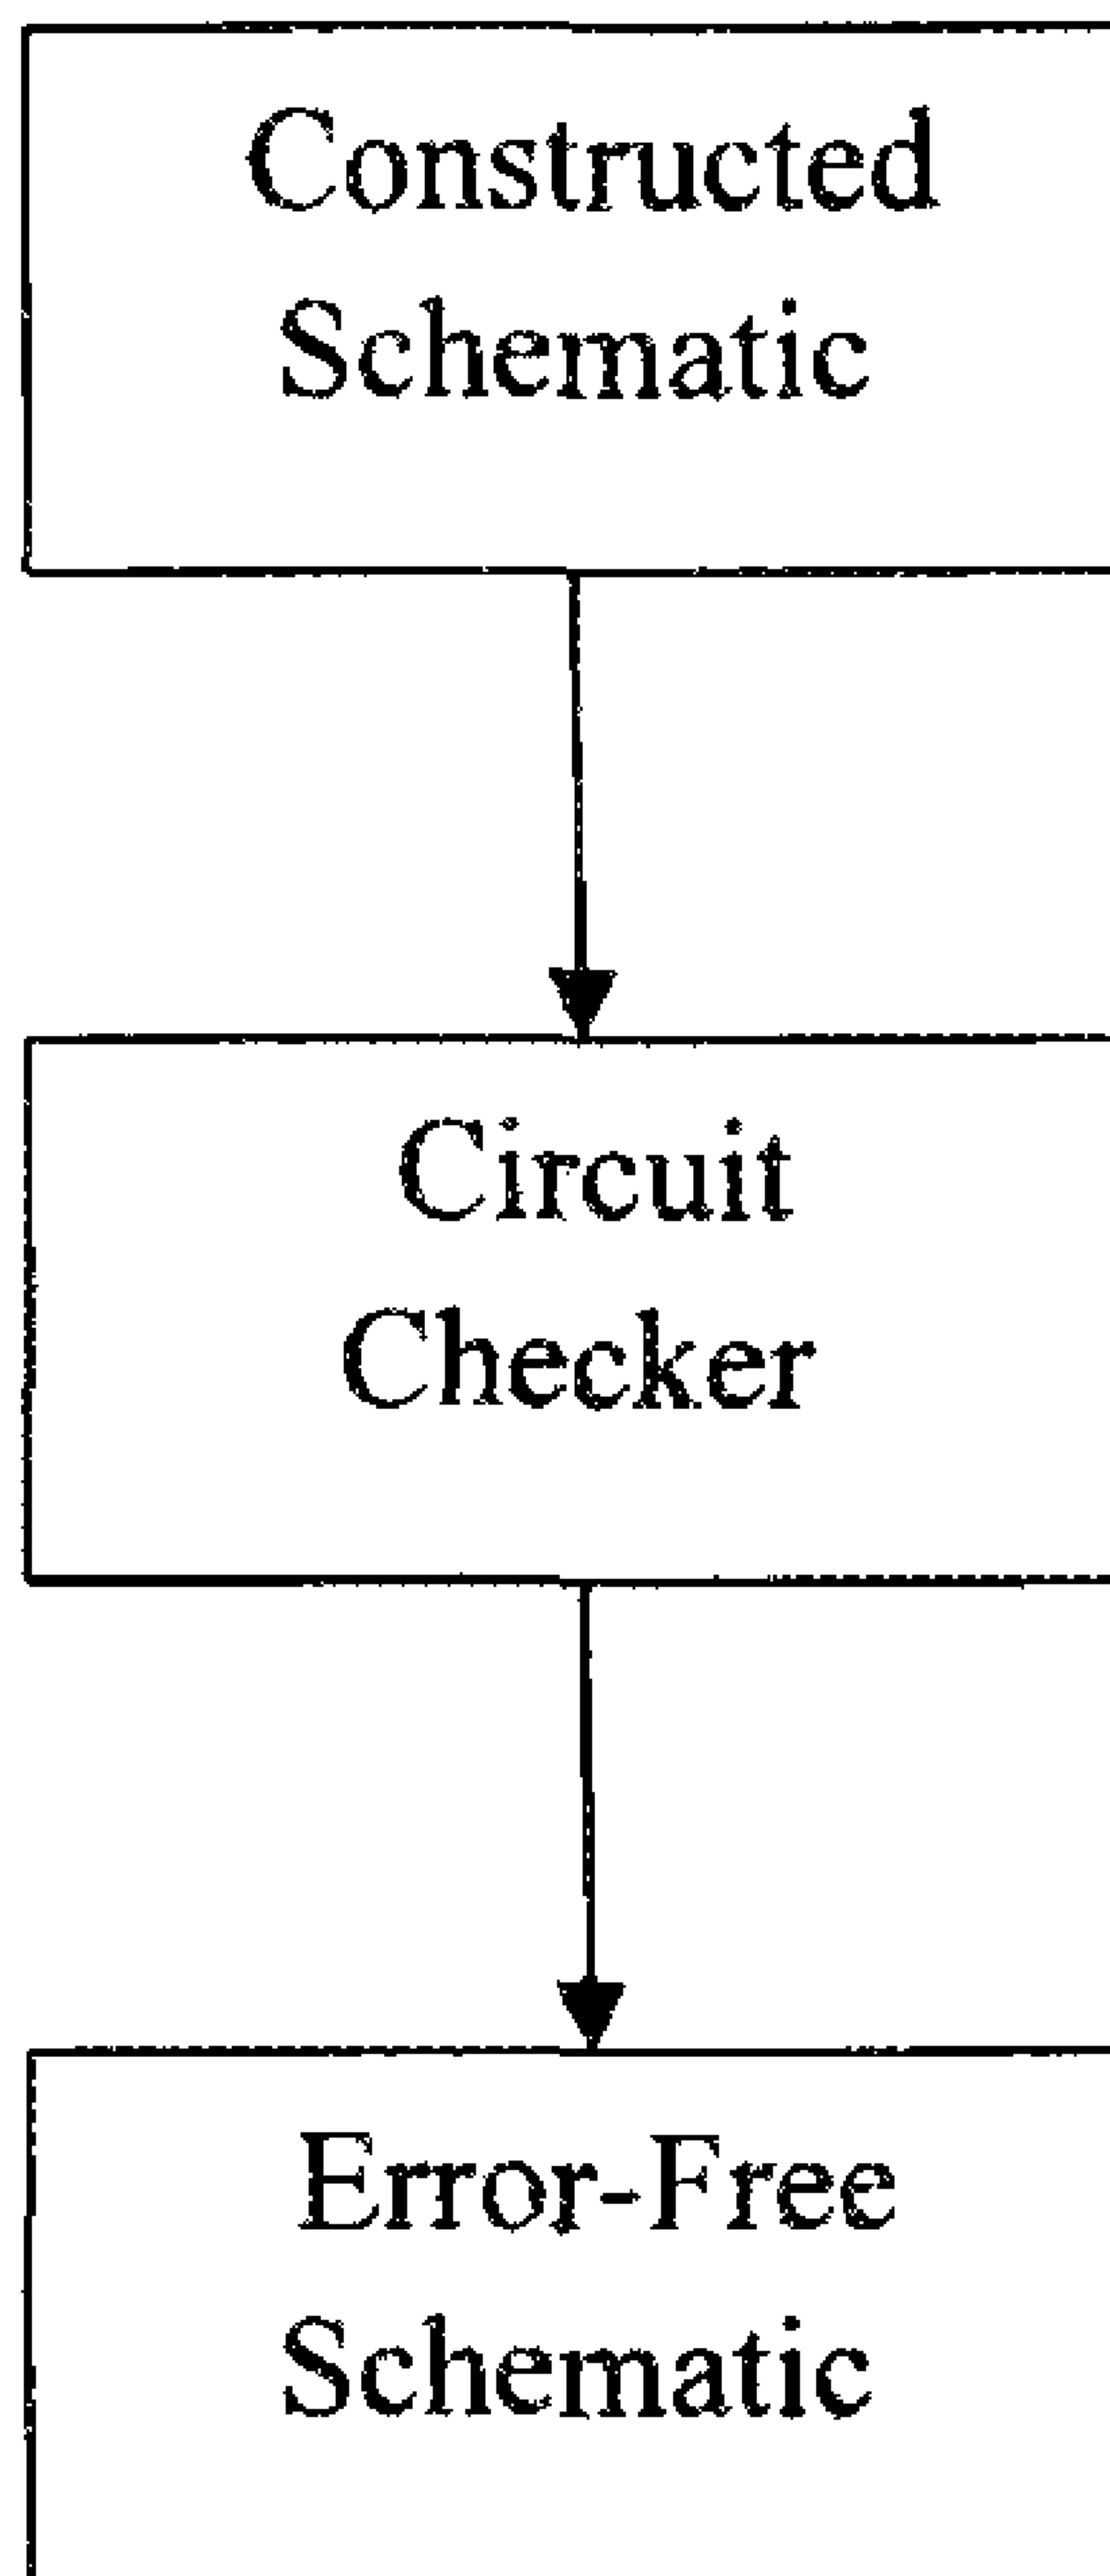 Constructed
Schematic
Circuit
Checker
Error-Free
Schematic